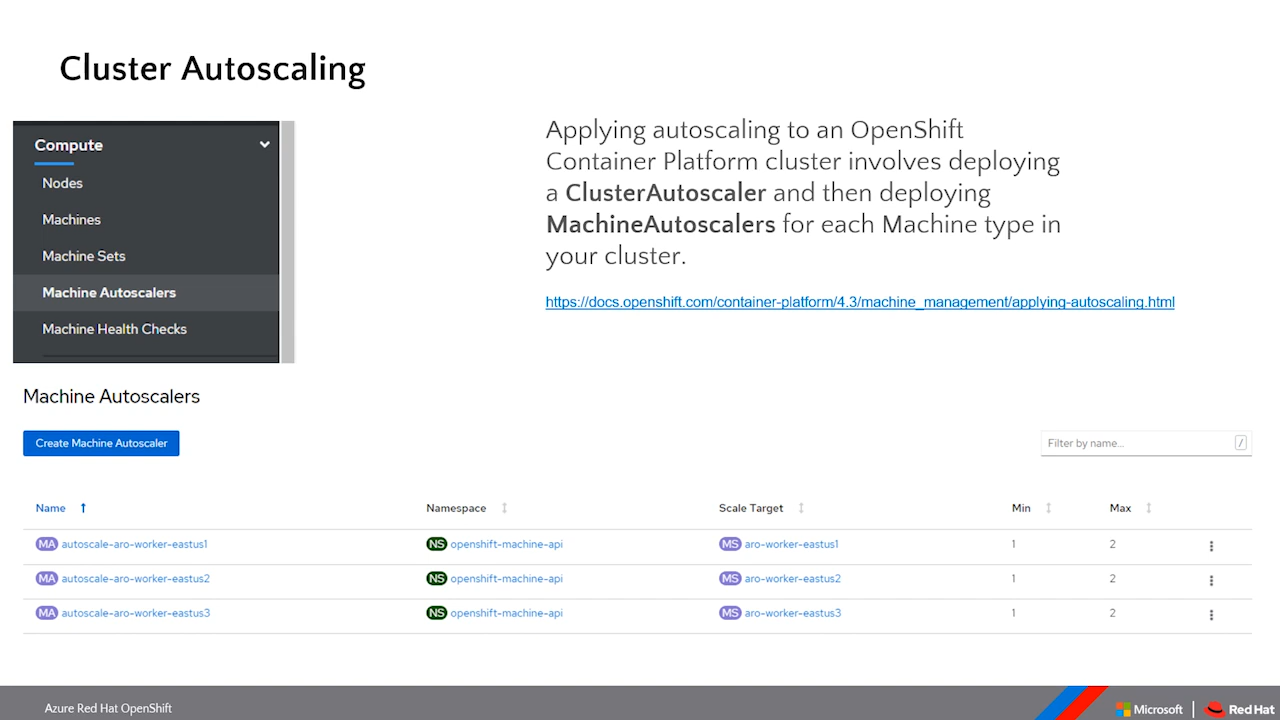 Cluster Autoscaling
Compute
Nodes
Machines
Machine Sets
Machine Autoscalers
Machine Health Checks
Applying autoscaling to an OpenShift
Container Platform cluster involves deploying
a ClusterAutoscaler and then deploying
MachineAutoscalers for each Machine type in
your cluster.
https://docs.openshift.com/container-platform/4.3/machine_management/applying-autoscaling.html
Machine Autoscalers
Create Machine Autoscaler
Filter by name... /
Name Namespace Scale Target Min Max
MA autoscale-aro-worker-eastus1 NS openshift-machine-api MS aro-worker-eastus1 1 2
MA autoscale-aro-worker-eastus2 NS openshift-machine-api MS aro-worker-eastus2 1 2
MA autoscale-aro-worker-eastus3 NS openshift-machine-api MS aro-worker-eastus3 1 2
Azure Red Hat OpenShift
Microsoft | Red Hat